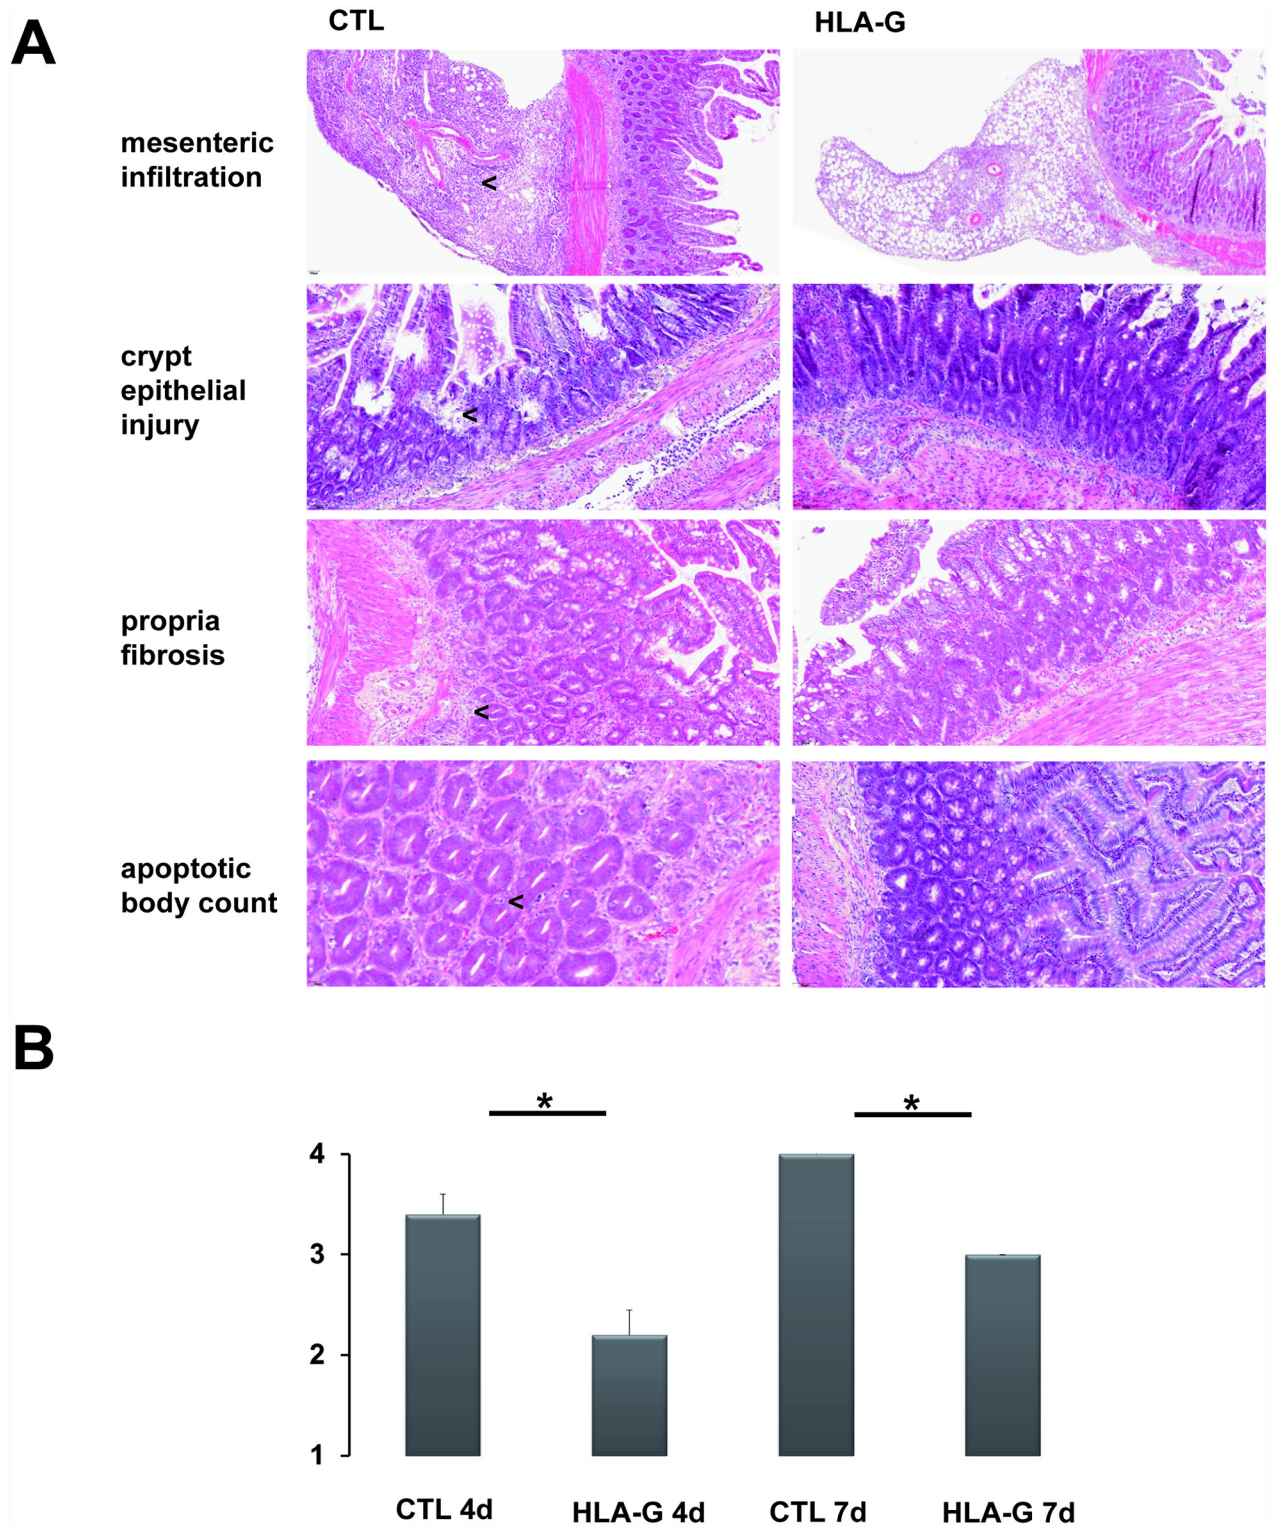 A
CTL
HLA-G
mesenteric
infiltration
<
crypt
epithelial
injury
<
propria
fibrosis
<
apoptotic
body count
<
B
*
*
4
3
2
1
CTL 4d
HLA-G 4d
CTL 7d
HLA-G 7d